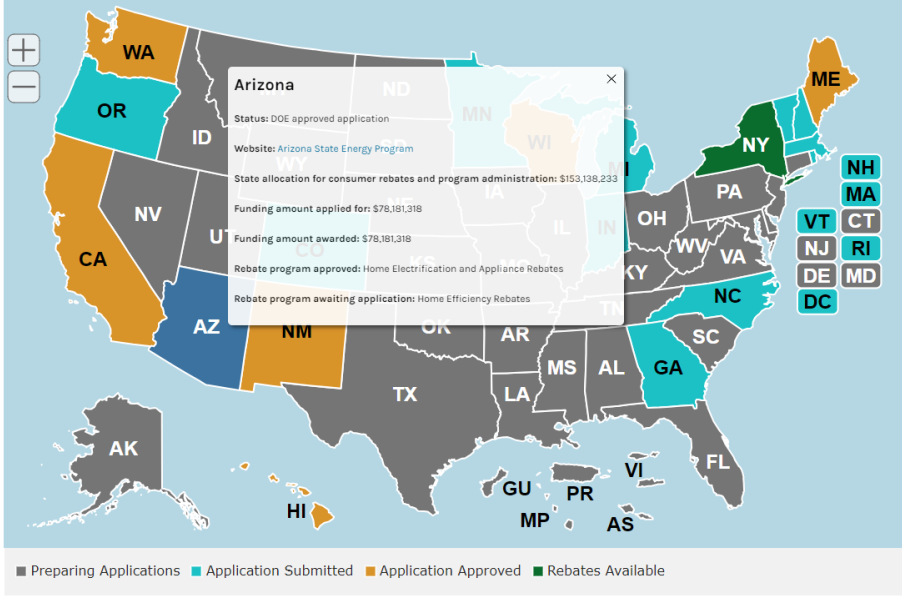 WA
ME
OR
ND
MN
ID
SD
WI
NY
MI
WY
NH
PA
IA
MA
NV
NE
OH
VT CT
UT
IL
IN
CO
WV
NJ RI
CA
KS
MO
KY
VA
DE MD
NC
DC
AZ
NM
OK
TN
AR
SC
MS
AL
GA
TX
LA
AK
FL
VI
GU
PR
HI
MP
AS
Arizona
Status: DOE approved application
Website: Arizona State Energy Program
State allocation for consumer rebates and program administration: $153,138,233
Funding amount applied for: $78,181,318
Funding amount awarded: $78,181,318
Rebate program approved: Home Electrification and Appliance Rebates
Rebate program awaiting application: Home Efficiency Rebates
Preparing Applications Application Submitted Application Approved Rebates Available